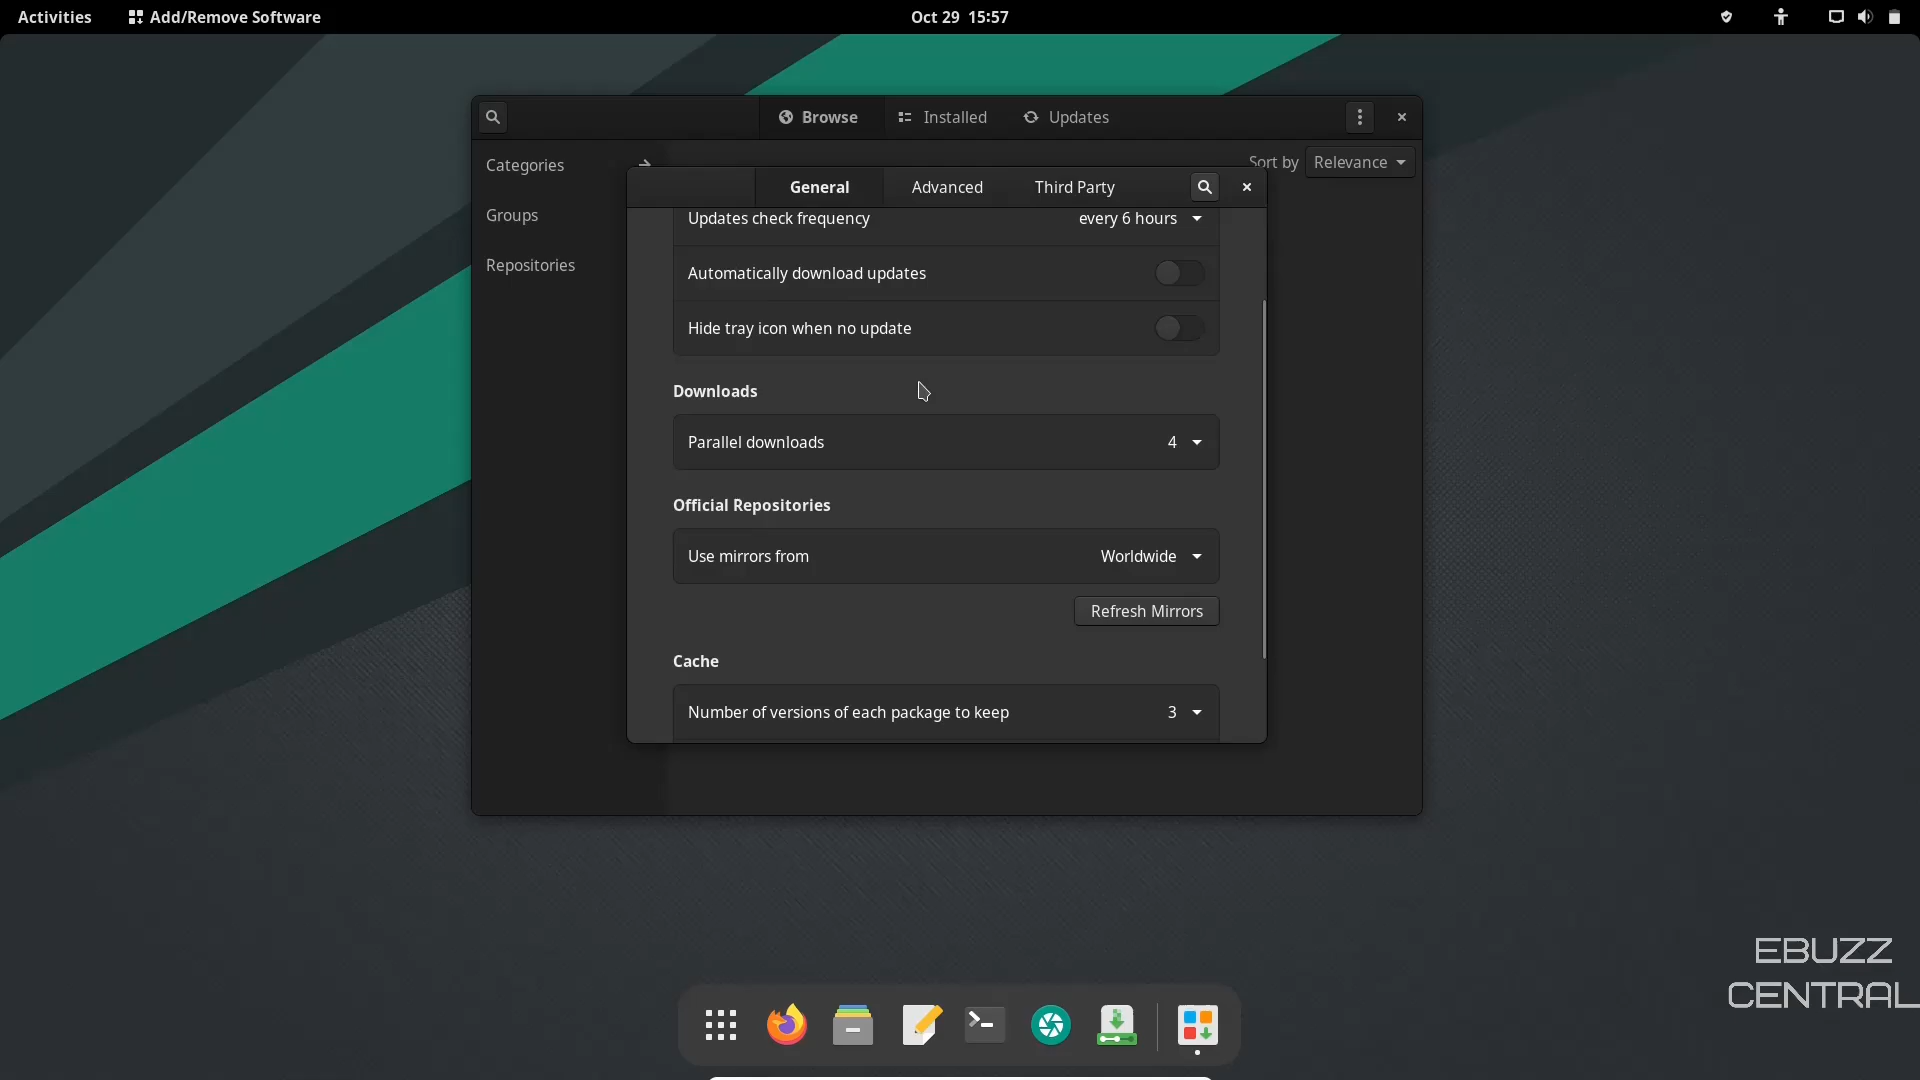 Activities
Add/Remove Software
Oct 29 15:57
Browse
Installed
Updates
Categories
Sort by
Relevance
Groups
Repositories
General
Advanced
Third Party
Updates check frequency
every 6 hours
Automatically download updates
Hide tray icon when no update
Downloads
Parallel downloads
4
Official Repositories
Use mirrors from
Worldwide
Refresh Mirrors
Cache
Number of versions of each package to keep
3
EBUZZ
CENTRAL